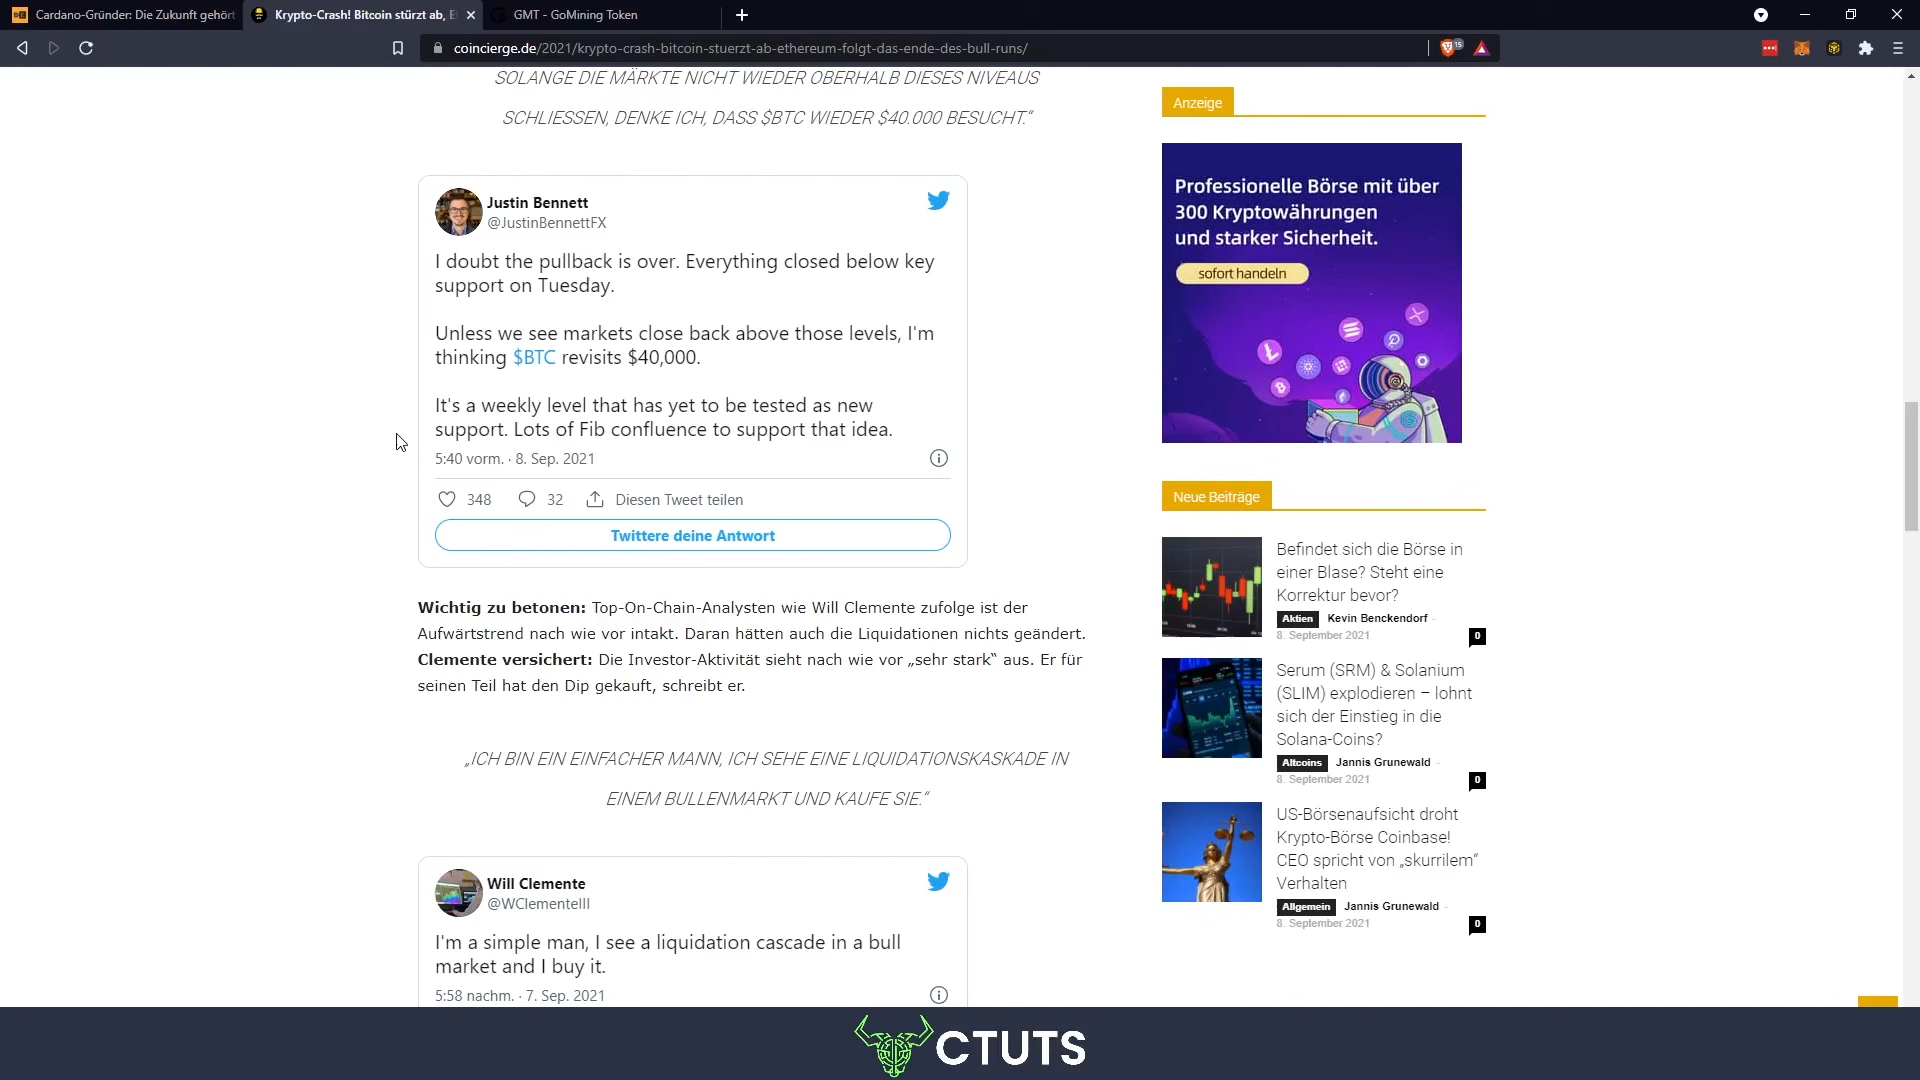 Cardano-Gründer: Die Zukunft gehört
Krypto-Crash! Bitcoin stürzt ab, E
GMT - GoMining Token
coincierge.de/2021/krypto-crash-bitcoin-stuerzt-ab-ethereum-folgt-das-ende-des-bull-runs/
15
SOLANGE DIE MÄRKTE NICHT WIEDER OBERHALB DIESES NIVEAUS
SCHLIESSEN, DENKE ICH, DASS $BTC WIEDER $40.000 BESUCHT.“
Justin Bennett
@JustinBennettFX
I doubt the pullback is over. Everything closed below key
support on Tuesday.
Unless we see markets close back above those levels, I'm
thinking $BTC revisits $40,000.
It's a weekly level that has yet to be tested as new
support. Lots of Fib confluence to support that idea.
5:40 vorm. · 8. Sep. 2021
348 32 Diesen Tweet teilen
Twittere deine Antwort
Wichtig zu betonen: Top-On-Chain-Analysten wie Will Clemente zufolge ist der
Aufwärtstrend nach wie vor intakt. Daran hätten auch die Liquidationen nichts geändert.
Clemente versichert: Die Investor-Aktivität sieht nach wie vor „sehr stark“ aus. Er für
seinen Teil hat den Dip gekauft, schreibt er.
„ICH BIN EIN EINFACHER MANN, ICH SEHE EINE LIQUIDATIONSKASKADE IN
EINEM BULLENMARKT UND KAUFE SIE.“
Will Clemente
@WClementeIII
I'm a simple man, I see a liquidation cascade in a bull
market and I buy it.
5:58 nachm. · 7. Sep. 2021
Anzeige
Professionelle Börse mit über
300 Kryptowährungen
und starker Sicherheit.
sofort handeln
Neue Beiträge
Befindet sich die Börse in
einer Blase? Steht eine
Korrektur bevor?
Aktien Kevin Benckendorf -
8. September 2021
0
Serum (SRM) & Solanium
(SLIM) explodieren – lohnt
sich der Einstieg in die
Solana-Coins?
Altcoins Jannis Grunewald -
8. September 2021
0
US-Börsenaufsicht droht
Krypto-Börse Coinbase!
CEO spricht von „skurrilem“
Verhalten
Allgemein Jannis Grunewald -
8. September 2021
0
CTUTS